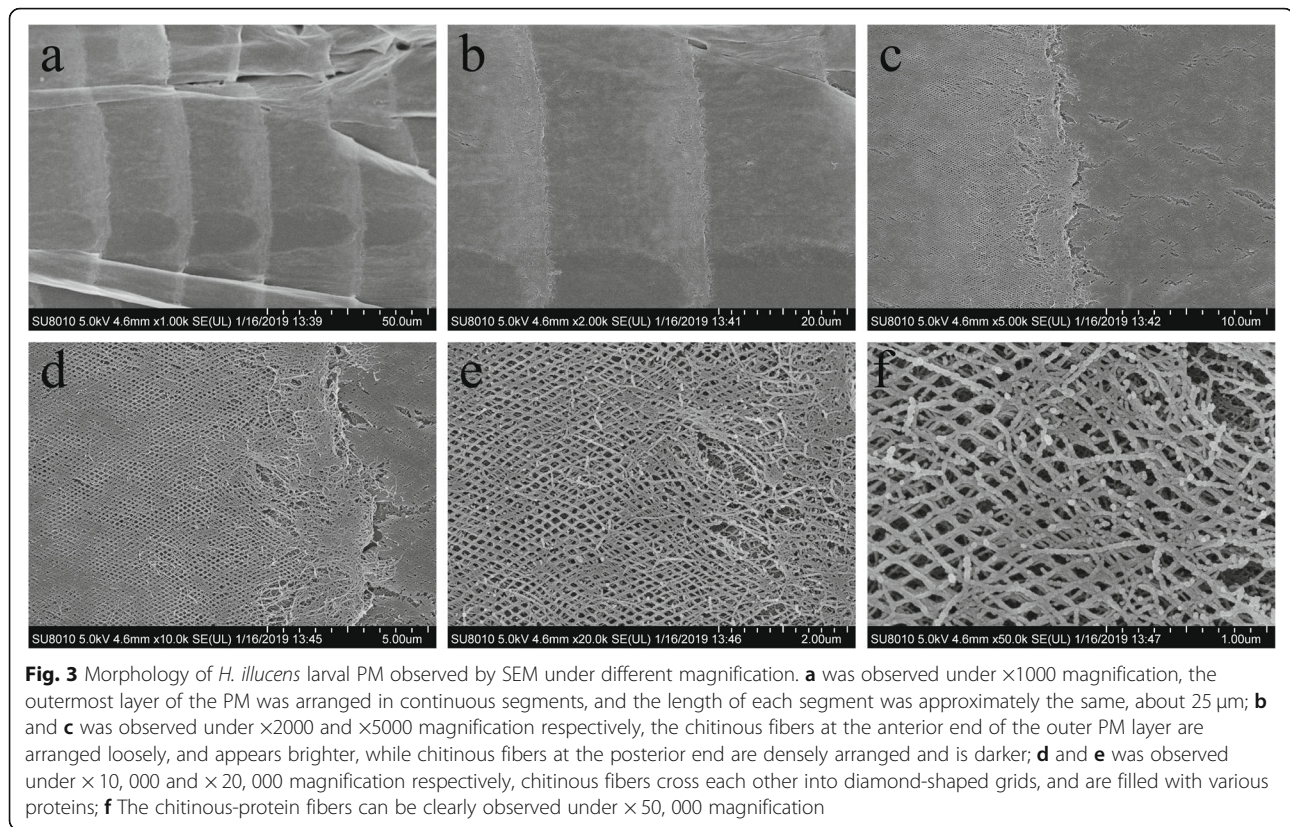 a
b
c
SU8010 5.0kV 4.6mm x1.00k SE(UL) 1/16/2019 13:39 50.0um
SU8010 5.0kV 4.6mm x2.00k SE(UL) 1/16/2019 13:41 20.0um
SU8010 5.0kV 4.6mm x5.00k SE(UL) 1/16/2019 13:42 10.0um
d
e
f
SU8010 5.0kV 4.6mm x10.0k SE(UL) 1/16/2019 13:45 5.00um
SU8010 5.0kV 4.6mm x20.0k SE(UL) 1/16/2019 13:46 2.00um
SU8010 5.0kV 4.6mm x50.0k SE(UL) 1/16/2019 13:47 1.00um
Fig. 3 Morphology of H. illucens larval PM observed by SEM under different magnification. a was observed under ×1000 magnification, the
outermost layer of the PM was arranged in continuous segments, and the length of each segment was approximately the same, about 25 μm; b
and c was observed under ×2000 and ×5000 magnification respectively, the chitinous fibers at the anterior end of the outer PM layer are
arranged loosely, and appears brighter, while chitinous fibers at the posterior end are densely arranged and is darker; d and e was observed
under × 10, 000 and × 20, 000 magnification respectively, chitinous fibers cross each other into diamond-shaped grids, and are filled with various
proteins; f The chitinous-protein fibers can be clearly observed under × 50, 000 magnification